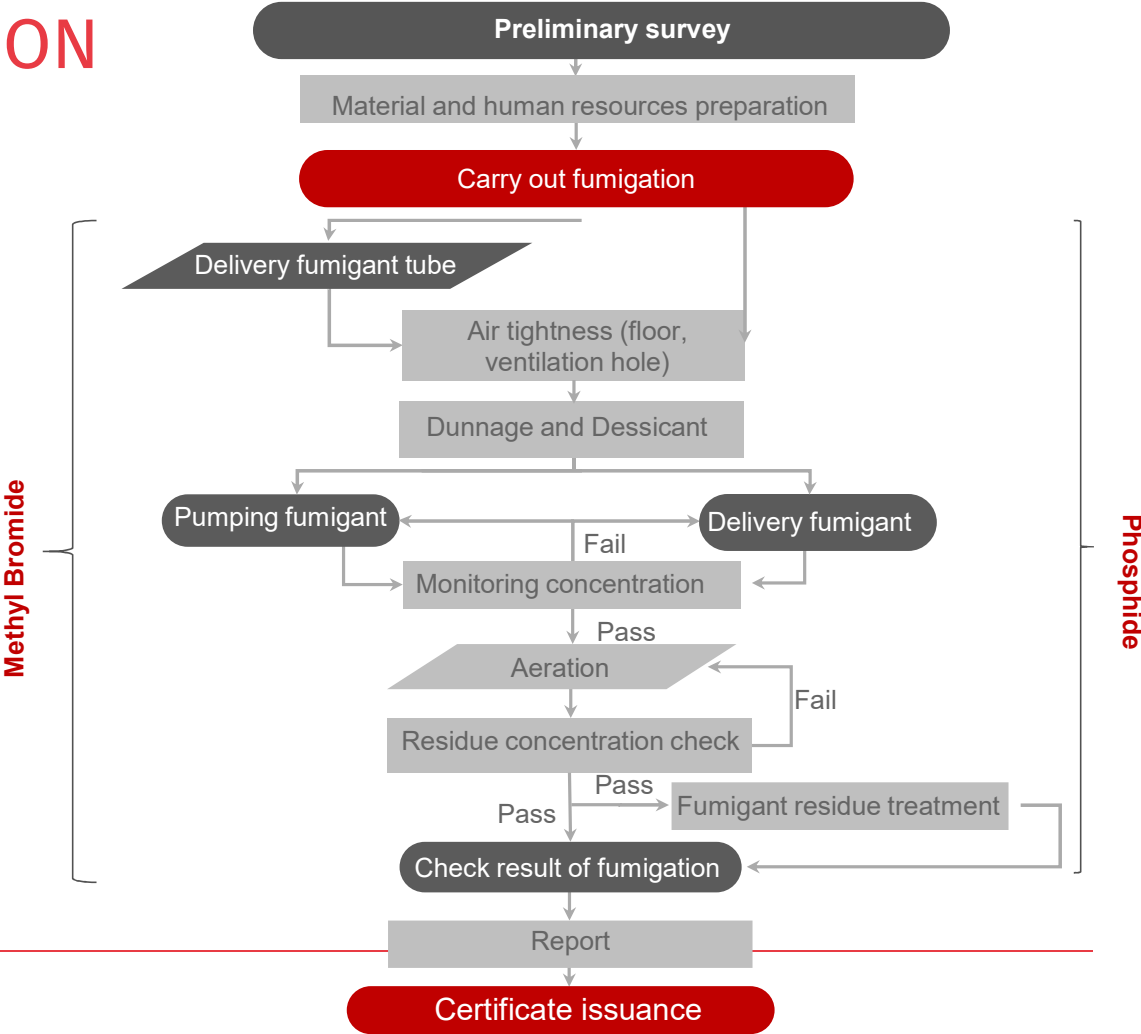 ON
Preliminary survey
Material and human resources preparation
Carry out fumigation
Delivery fumigant tube
Air tightness (floor,
ventilation hole)
Dunnage and Dessicant
Pumping fumigant
Delivery fumigant
Fail
Monitoring concentration
Pass
Aeration
Fail
Residue concentration check
Pass
Pass
Fumigant residue treatment
Check result of fumigation
Report
Certificate issuance
Methyl Bromide
Phosphide